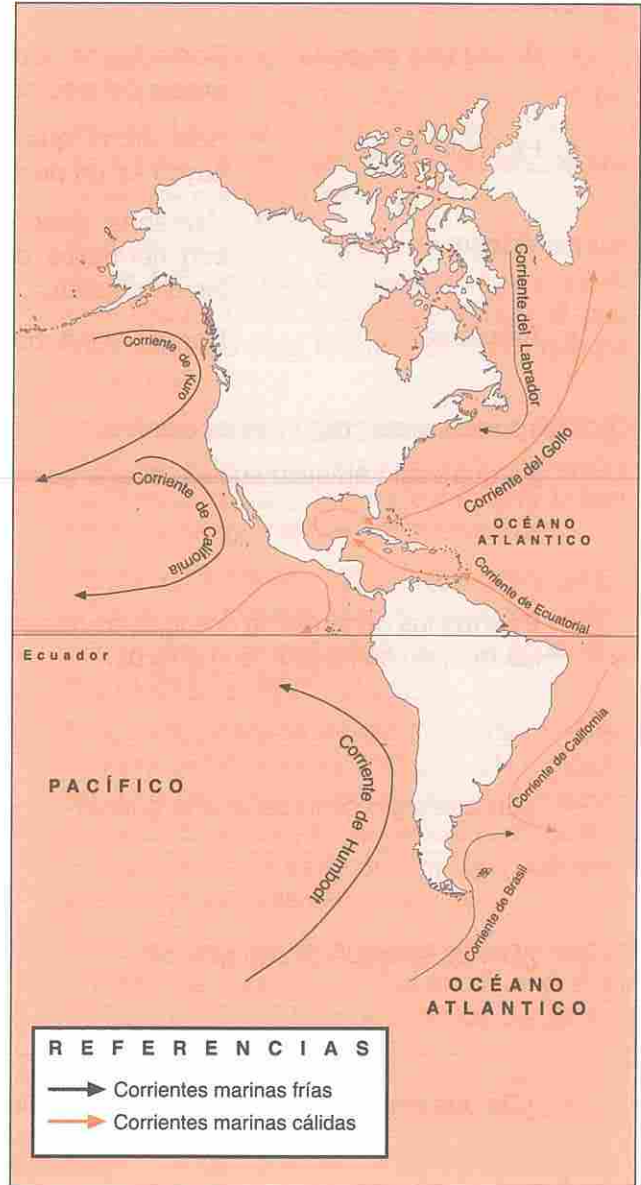 Corriente del Labrador
Corriente de Kuro
Corriente del Golfo
Corriente de California
OCÉANO
ATLANTICO
Corriente de Ecuatorial
Ecuador
Corriente de California
PACÍFICO
Corriente de Humbodt
Corriente de Brasil
OCÉANO
ATLANTICO
REFERENCIAS
Corrientes marinas frías
Corrientes marinas cálidas